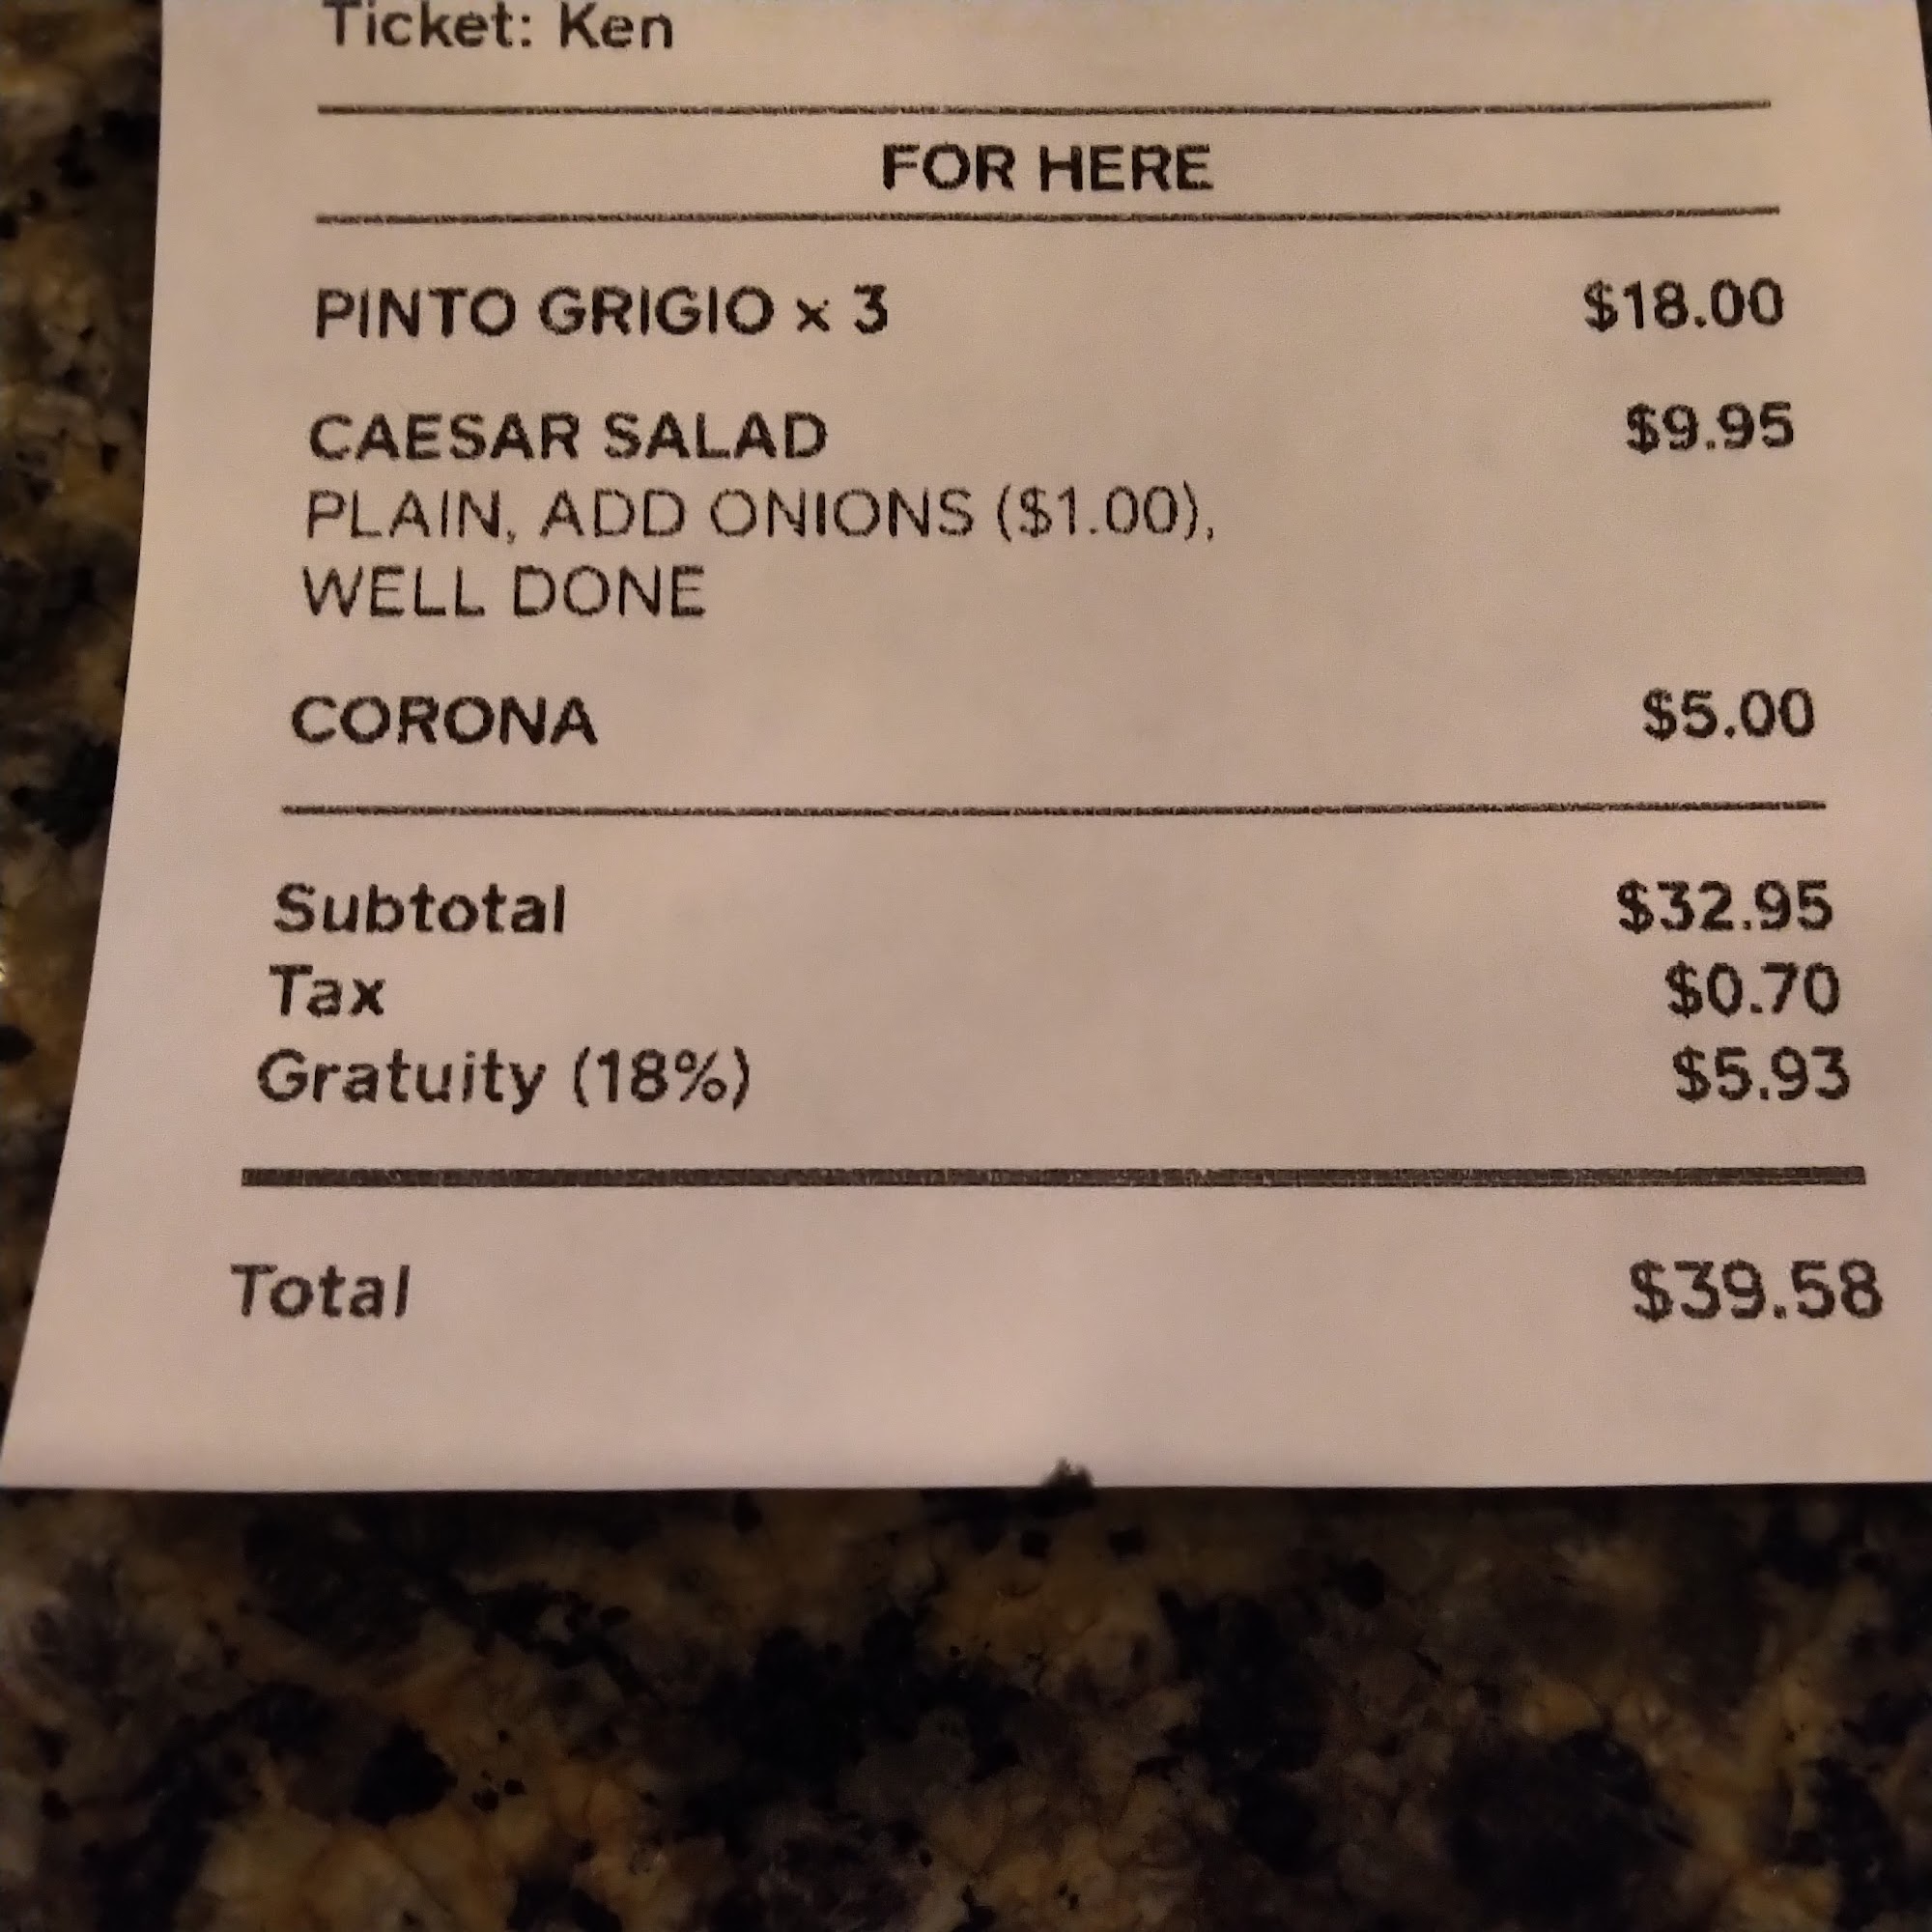 Ticket: Ken
FOR HERE
PINTO GRIGIO × 3 $18.00
CAESAR SALAD $9.95
PLAIN, ADD ONIONS ($1.00),
WELL DONE
CORONA $5.00
Subtotal $32.95
Tax $0.70
Gratuity (18%) $5.93
Total $39.58